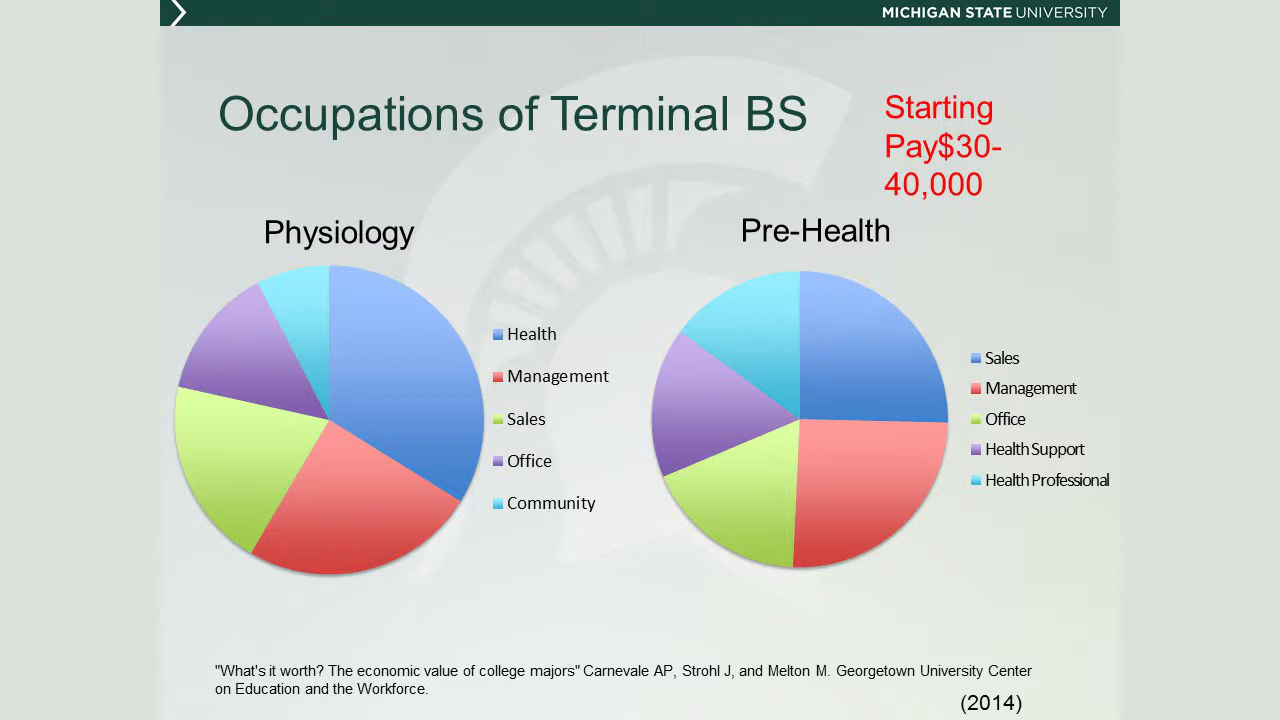 MICHIGAN STATE UNIVERSITY
Occupations of Terminal BS
Starting
Pay$30-
40,000
Physiology
Health
Management
Sales
Office
Community
Pre-Health
Sales
Management
Office
Health Support
Health Professional
"What's it worth? The economic value of college majors" Carnevale AP, Strohl J, and Melton M. Georgetown University Center
on Education and the Workforce.
(2014)